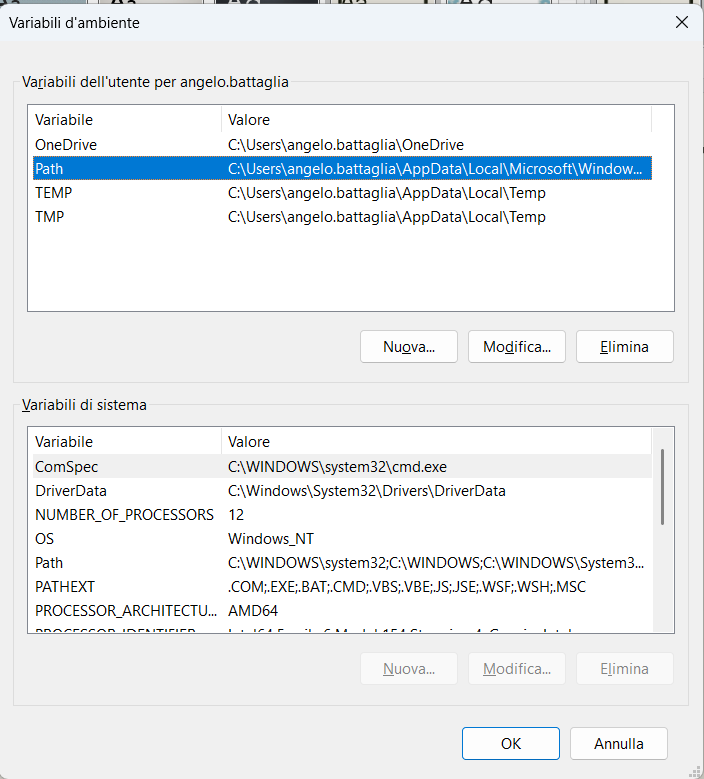 Variabili d'ambiente
Variabili dell'utente per angelo.battaglia
Variabile Valore
OneDrive C:\Users\angelo.battaglia\OneDrive
Path C:\Users\angelo.battaglia\AppData\Local\Microsoft\Window...
TEMP C:\Users\angelo.battaglia\AppData\Local\Temp
TMP C:\Users\angelo.battaglia\AppData\Local\Temp
Nuova... Modifica... Elimina
Variabili di sistema
Variabile Valore
ComSpec C:\WINDOWS\system32\cmd.exe
DriverData C:\Windows\System32\Drivers\DriverData
NUMBER_OF_PROCESSORS 12
OS Windows_NT
Path C:\WINDOWS\system32;C:\WINDOWS;C:\WINDOWS\System3...
PATHEXT .COM;.EXE;.BAT;.CMD;.VBS;.VBE;.JS;.JSE;.WSF;.WSH;.MSC
PROCESSOR_ARCHITECTU... AMD64
Nuova... Modifica... Elimina
OK Annulla